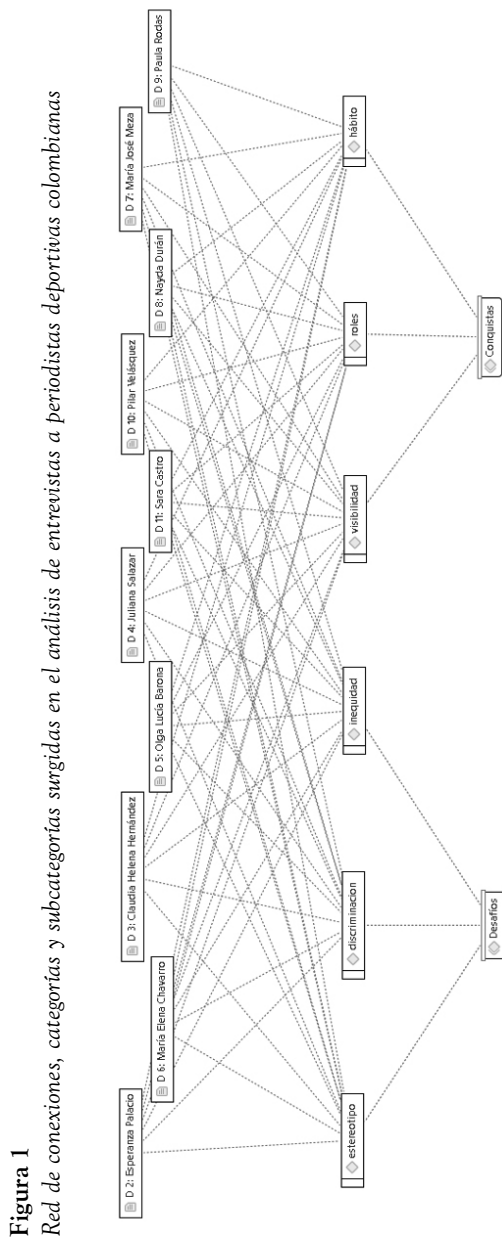 Figura 1
Red de conexiones, categorías y subcategorías surgidas en el análisis de entrevistas a periodistas deportivas colombianas
D 2: Esperanza Palacio
D 6: María Elena Chavarro
D 3: Claudia Helena Hernández
D 5: Olga Lucía Barona
D 4: Juliana Salazar
D 11: Sara Castro
D 10: Pilar Velásquez
D 8: Nayda Durán
D 7: María José Meza
D 9: Paula Rodas
estereotipo
discriminacion
inequidad
visibilidad
roles
hábito
Desafíos
Conquistas